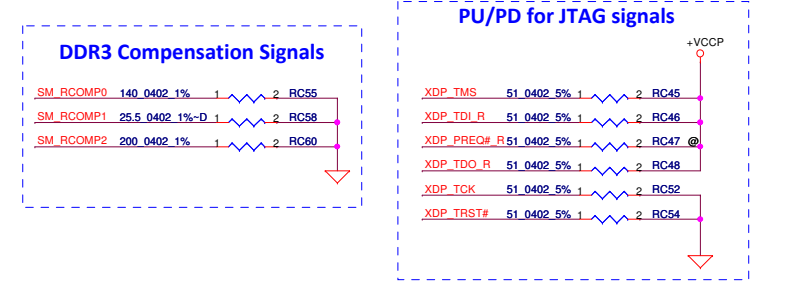 DDR3 Compensation Signals
SM_RCOMP0 140_0402_1% 1 2 RC55
SM_RCOMP1 25.5_0402_1%~D 1 2 RC58
SM_RCOMP2 200_0402_1% 1 2 RC60
PU/PD for JTAG signals
+VCCP
XDP_TMS 51_0402_5% 1 2 RC45
XDP_TDI_R 51_0402_5% 1 2 RC46
XDP_PREQ#_R 51_0402_5% 1 2 RC47 @
XDP_TDO_R 51_0402_5% 1 2 RC48
XDP_TCK 51_0402_5% 1 2 RC52
XDP_TRST# 51_0402_5% 1 2 RC54